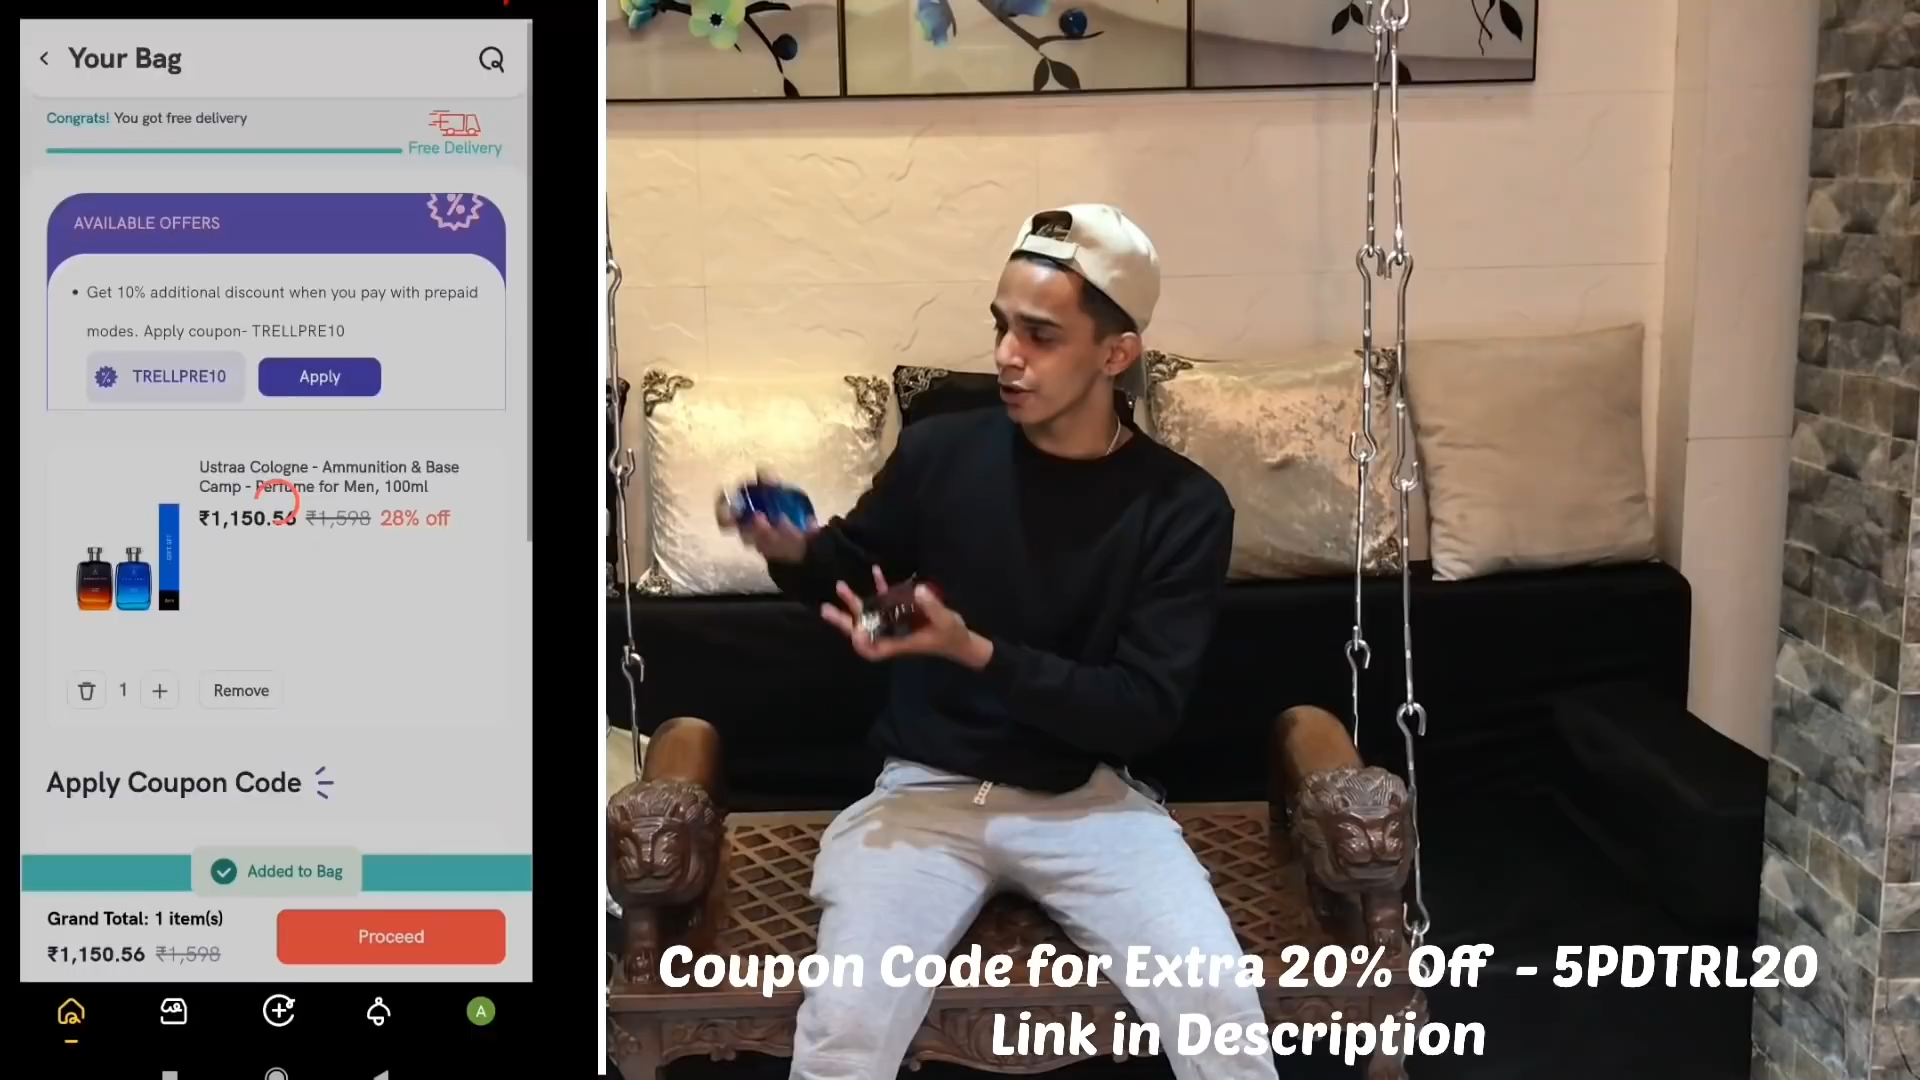 Your Bag
Congrats! You got free delivery
Free Delivery
AVAILABLE OFFERS
• Get 10% additional discount when you pay with prepaid
modes. Apply coupon- TRELLPRE10
TRELLPRE10
Apply
Ustraa Cologne - Ammunition & Base
Camp - Perfume for Men, 100ml
₹1,150.56 ₹1,598 28% off
1 + Remove
Apply Coupon Code
Added to Bag
Grand Total: 1 item(s)
₹1,150.56 ₹1,598
Proceed
A
Coupon Code for Extra 20% Off - 5PDTRL20
Link in Description